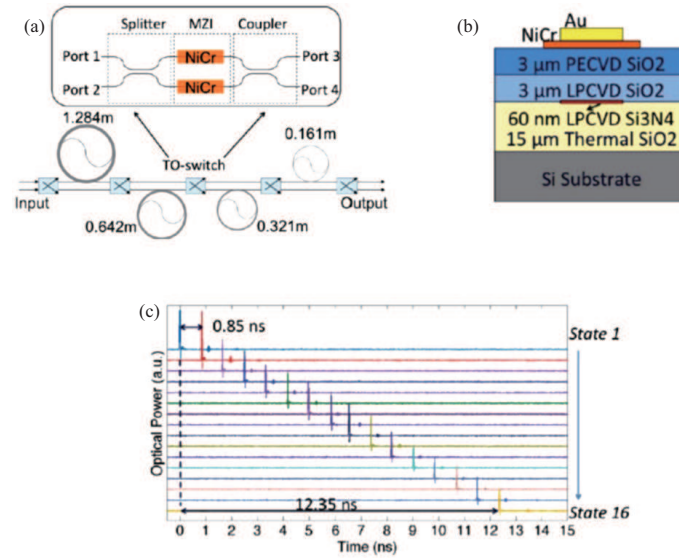 (a)
Splitter MZI Coupler
Port 1 NiCr Port 3
Port 2 NiCr Port 4
1.284m
0.161m
TO-switch
Input Output
0.642m
0.321m
(b)
Au
NiCr
3 μm PECVD SiO2
3 μm LPCVD SiO2
60 nm LPCVD Si3N4
15 μm Thermal SiO2
Si Substrate
(c)
0.85 ns
State 1
Optical Power (a.u.)
12.35 ns
State 16
0 1 2 3 4 5 6 7 8 9 10 11 12 13 14 15
Time (ns)